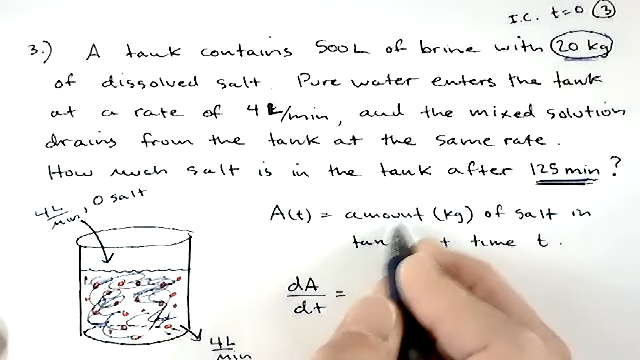 I.C. t=0 3
3.) A tank contains 500L of brine with 20 kg
of dissolved salt. Pure water enters the tank
at a rate of 4 L/min, and the mixed solution
drains from the tank at the same rate.
How much salt is in the tank after 125 min?
4L/min, 0 salt
A(t) = amount (kg) of salt in
time t.
dA/dt =
4L/min